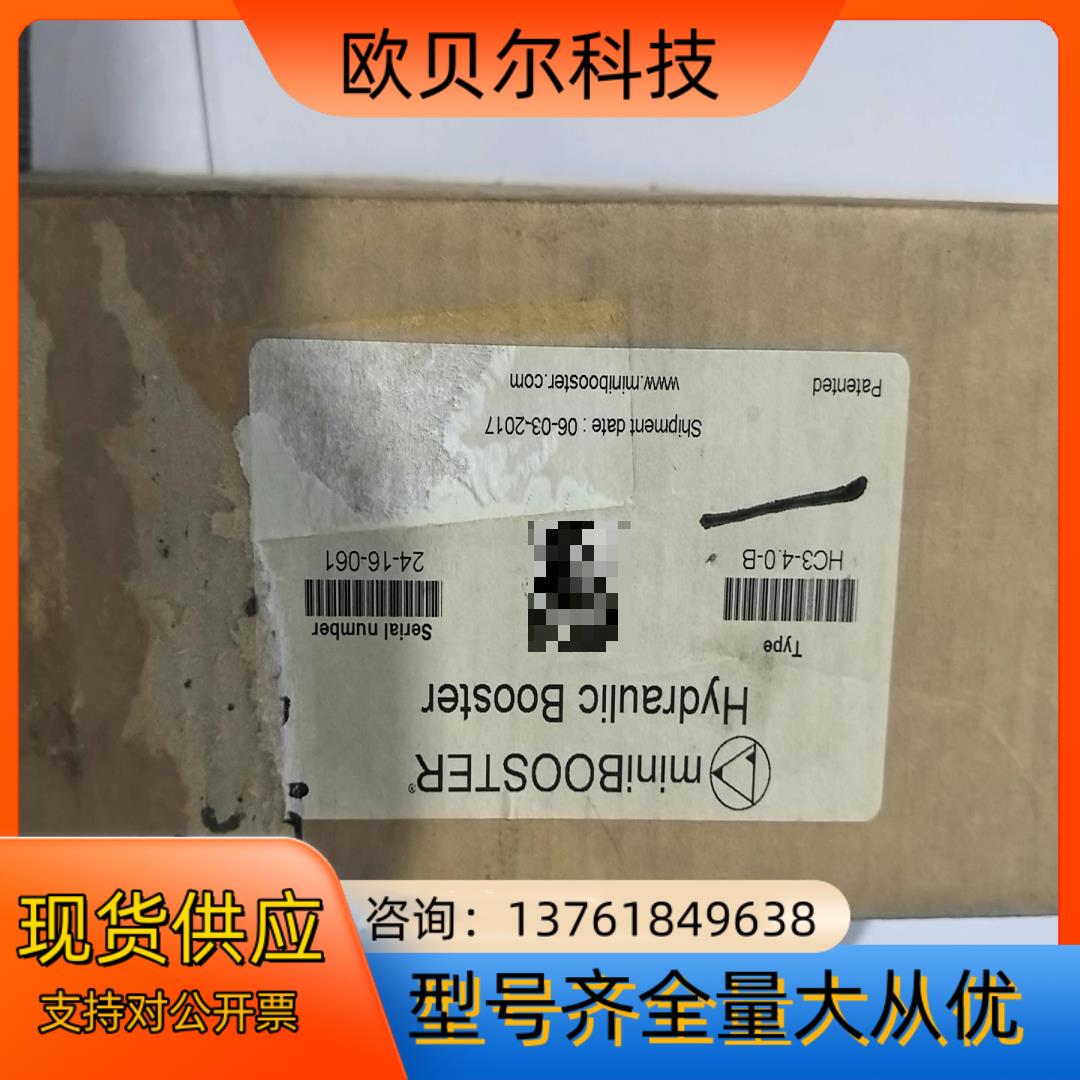 欧贝尔科技
miniBOOSTER®
Hydraulic Booster
Type
HC3-4.0-B
Serial number
24-16-061
Shipment date : 06-03-2017
Patented
www.minibooster.com
现货供应
支持对公开票
咨询：13761849638
型号齐全量大从优